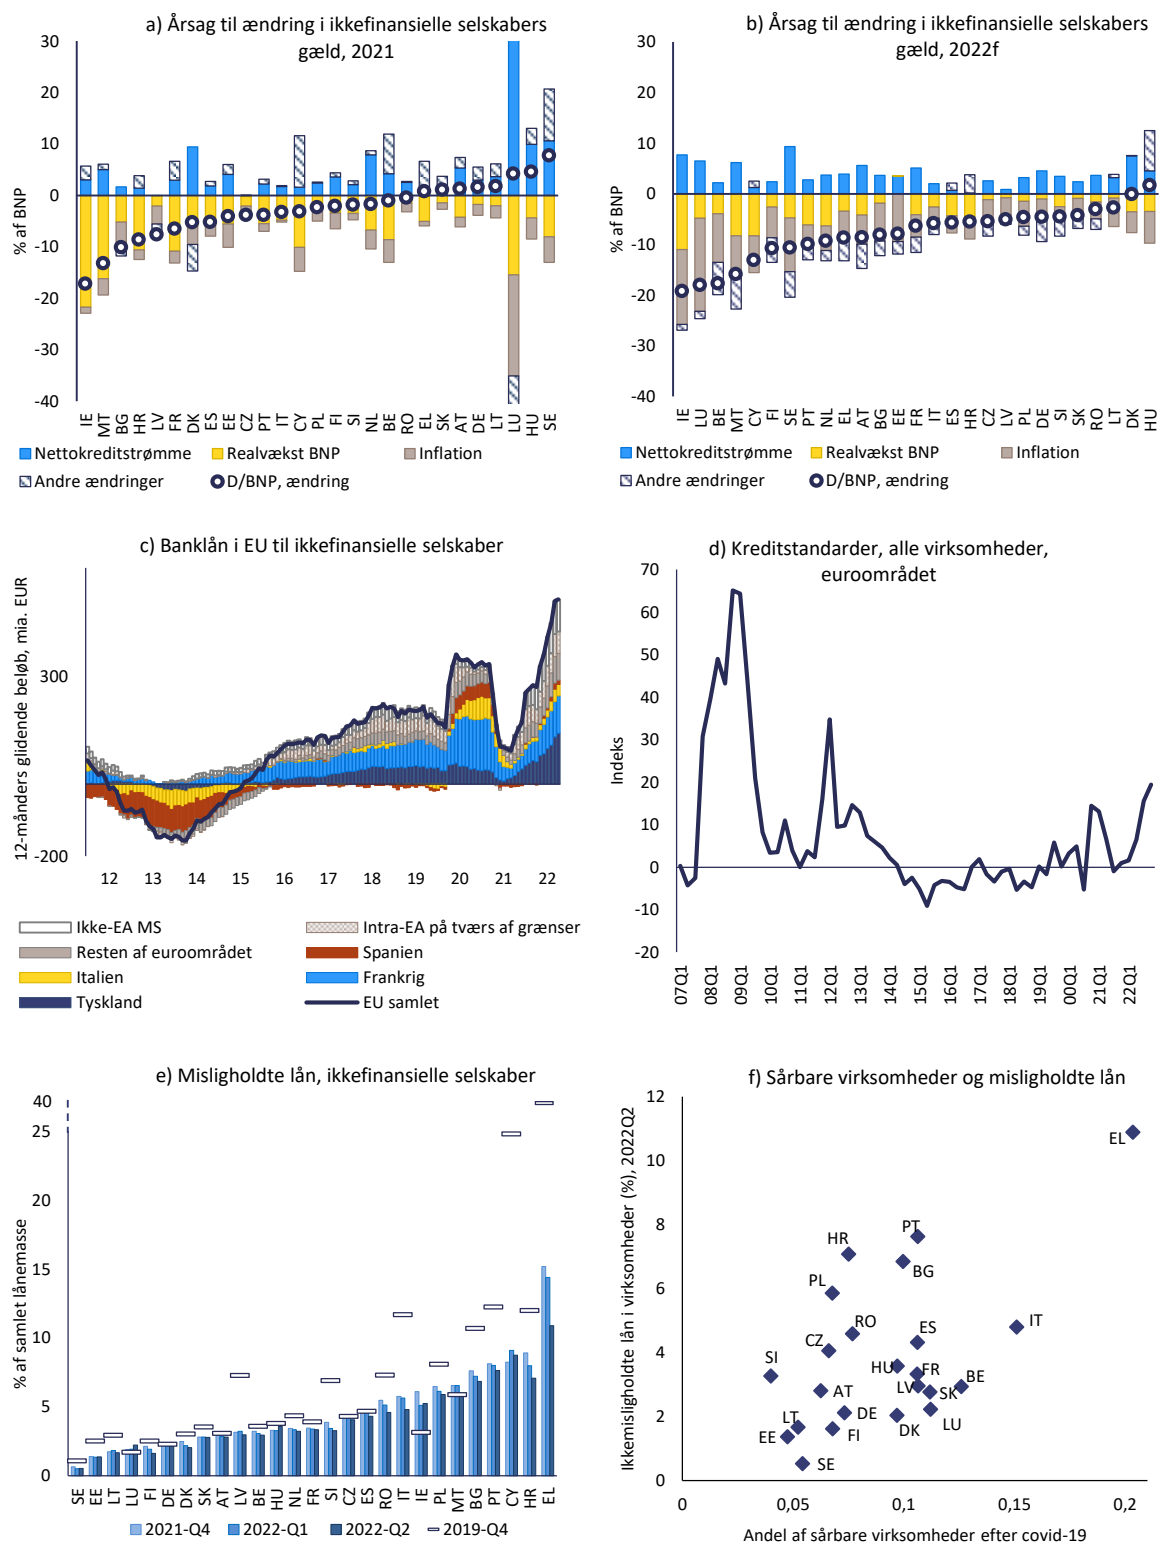 a) Årsag til ændring i ikkefinansielle selskabers
gæld, 2021
% af BNP
30
20
10
0
-10
-20
-30
-40
IE MT BG HR LV FR DK ES EE CZ PT IT CY PL FI SI NL BE RO EL SK AT DE LT LU HU SE
Nettokreditstrømme Realvækst BNP Inflation
Andre ændringer D/BNP, ændring
b) Årsag til ændring i ikkefinansielle selskabers
gæld, 2022f
% af BNP
30
20
10
0
-10
-20
-30
-40
IE LU BE MT CY FI SE PT NL EL AT BG EE FR IT ES HR CZ LV PL DE SI SK RO LT DK HU
Nettokreditstrømme Realvækst BNP Inflation
Andre ændringer D/BNP, ændring
c) Banklån i EU til ikkefinansielle selskaber
12-månders glidende beløb, mia. EUR
300
-200
12 13 14 15 16 17 18 19 20 21 22
Ikke-EA MS Intra-EA på tværs af grænser
Resten af euroområdet Spanien
Italien Frankrig
Tyskland EU samlet
d) Kreditstandarder, alle virksomheder,
euroområdet
Indeks
70
60
50
40
30
20
10
0
-10
-20
07Q1 08Q1 09Q1 10Q1 11Q1 12Q1 13Q1 14Q1 15Q1 16Q1 17Q1 18Q1 19Q1 00Q1 21Q1 22Q1
e) Misligholdte lån, ikkefinansielle selskaber
% af samlet lånemasse
40
25
20
15
10
5
0
SE EE LT LU FI DE DK SK AT LV BE HU NL FR SI CZ ES RO IT IE PL MT BG PT CY HR EL
2021-Q4 2022-Q1 2022-Q2 2019-Q4
f) Sårbare virksomheder og misligholdte lån
Ikkemisligholdte lån i virksomheder (%), 2022Q2
12
10
8
6
4
2
0
EL
PT
HR
BG
PL
RO
ES
IT
CZ
SI
HU
FR
BE
AT
LV
SK
LT
DE
LU
EE
FI
DK
SE
0 0,05 0,1 0,15 0,2
Andel af sårbare virksomheder efter covid-19